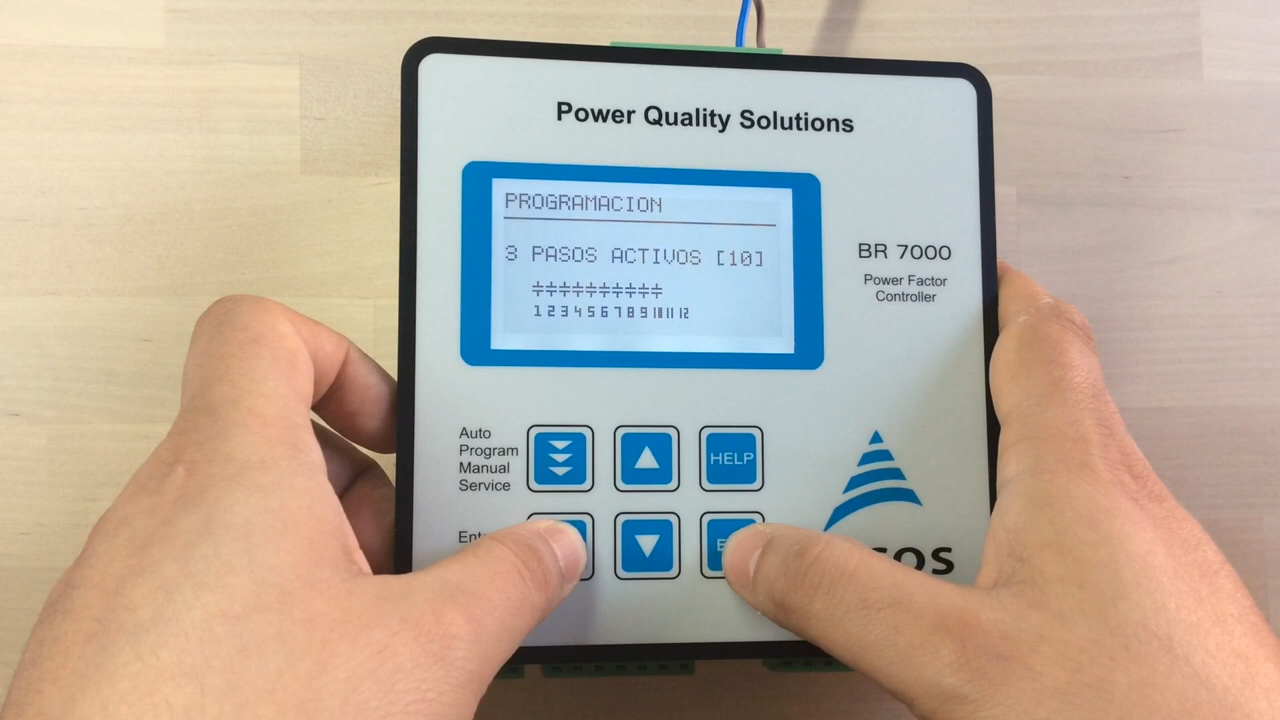 Power Quality Solutions
PROGRAMACION
3 PASOS ACTIVOS [10]
1 2 3 4 5 6 7 8 9 10 11 12
BR 7000
Power Factor
Controller
Auto
Program
Manual
Service
HELP